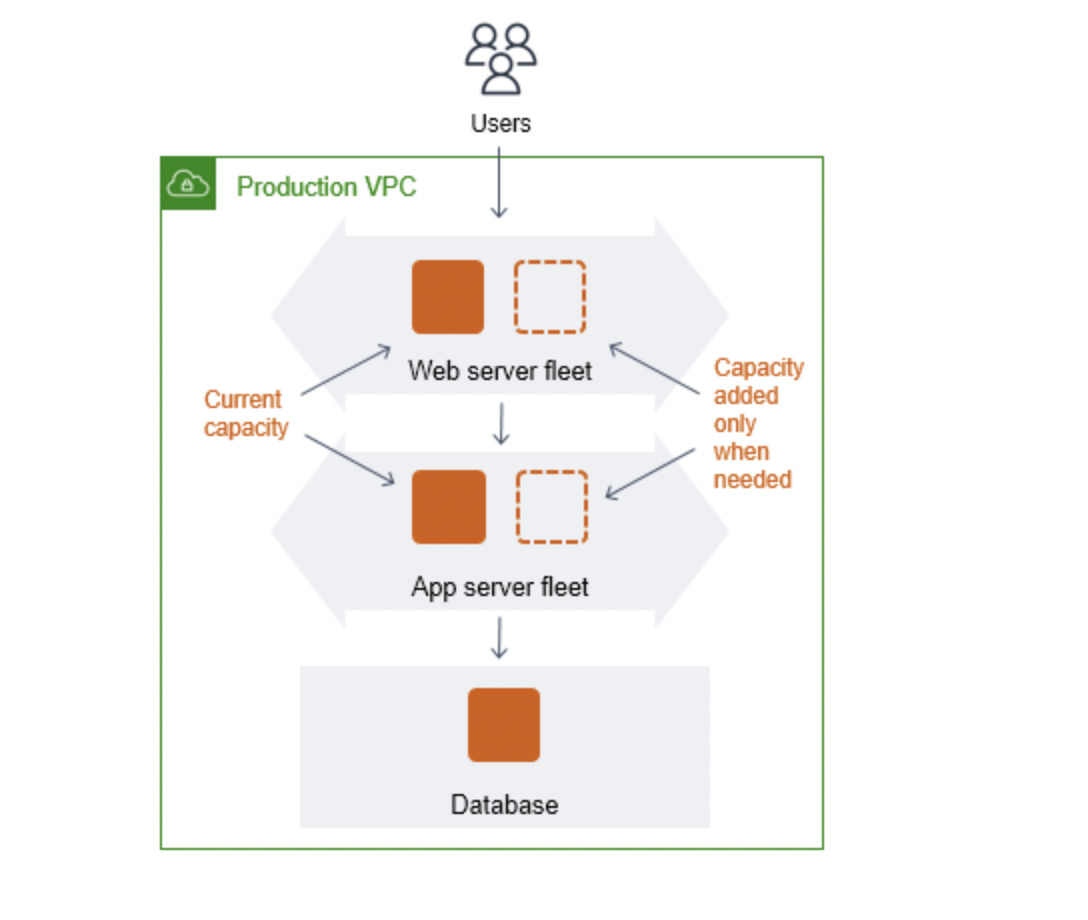 Users
Production VPC
Web server fleet
Current
capacity
Capacity
added
only
when
needed
App server fleet
Database